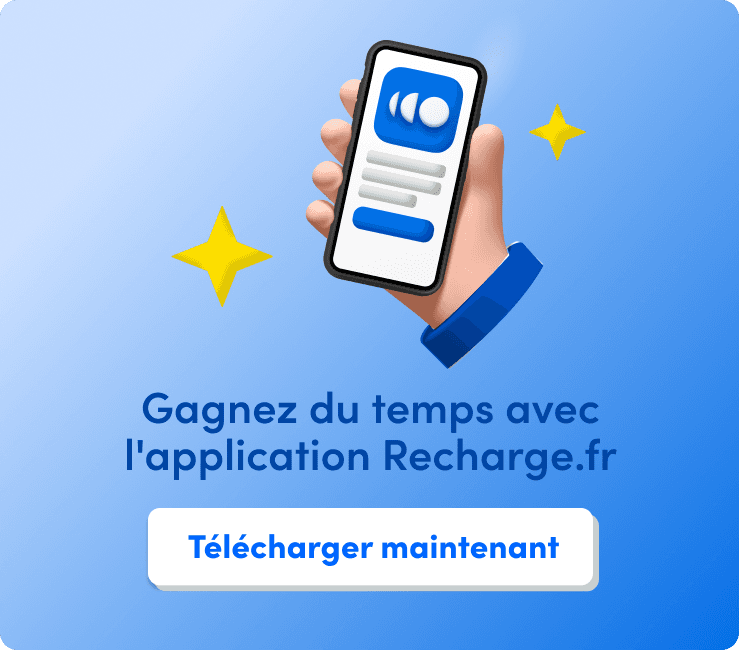 Gagnez du temps avec
l'application Recharge.fr
Télécharger maintenant